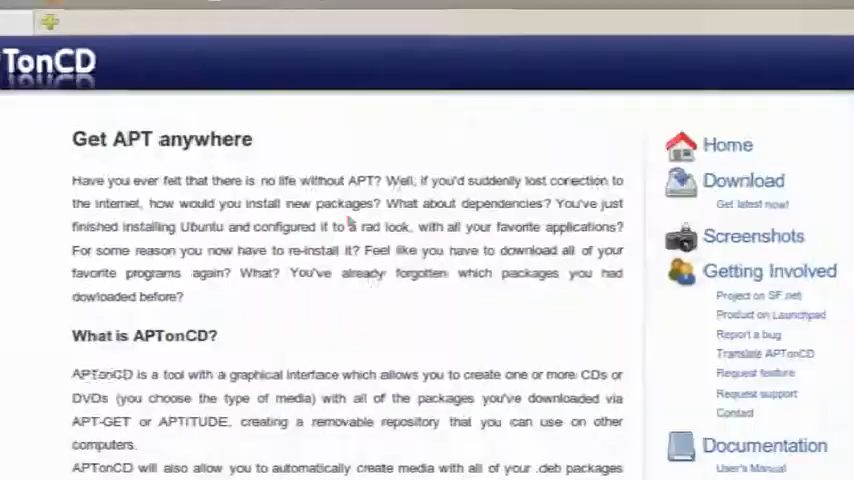 TonCD
Get APT anywhere
Have you ever felt that there is no life without APT? Well, if you'd suddenly lost conection to
the internet, how would you install new packages? What about dependencies? You've just
finished installing Ubuntu and configured it to a rad look, with all your favorite applications?
For some reason you now have to re-install it? Feel like you have to download all of your
favorite programs again? What? You've already forgotten which packages you had
dowloaded before?
What is APTonCD?
APTonCD is a tool with a graphical interface which allows you to create one or more CDs or
DVDs (you choose the type of media) with all of the packages you've downloaded via
APT-GET or APTITUDE, creating a removable repository that you can use on other
computers.
APTonCD will also allow you to automatically create media with all of your .deb packages
Home
Download
Get latest now!
Screenshots
Getting Involved
Project on SF.net
Product on Launchpad
Report a bug
Translate APTonCD
Request feature
Request support
Contact
Documentation
User's Manual